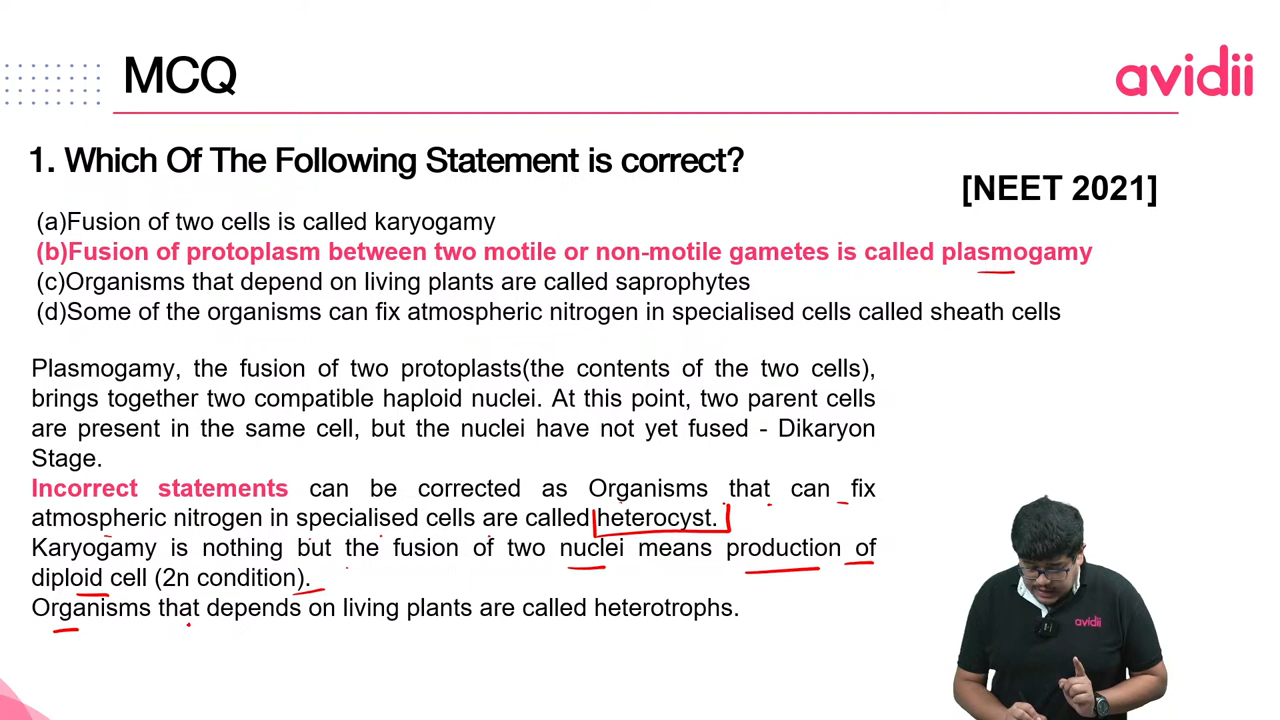 MCQ
avidii
1. Which Of The Following Statement is correct?
[NEET 2021]
(a)Fusion of two cells is called karyogamy
(b)Fusion of protoplasm between two motile or non-motile gametes is called plasmogamy
(c)Organisms that depend on living plants are called saprophytes
(d)Some of the organisms can fix atmospheric nitrogen in specialised cells called sheath cells
Plasmogamy, the fusion of two protoplasts(the contents of the two cells),
brings together two compatible haploid nuclei. At this point, two parent cells
are present in the same cell, but the nuclei have not yet fused - Dikaryon
Stage.
Incorrect statements can be corrected as Organisms that can fix
atmospheric nitrogen in specialised cells are called heterocyst.
Karyogamy is nothing but the fusion of two nuclei means production of
diploid cell (2n condition).
Organisms that depends on living plants are called heterotrophs.
avidii